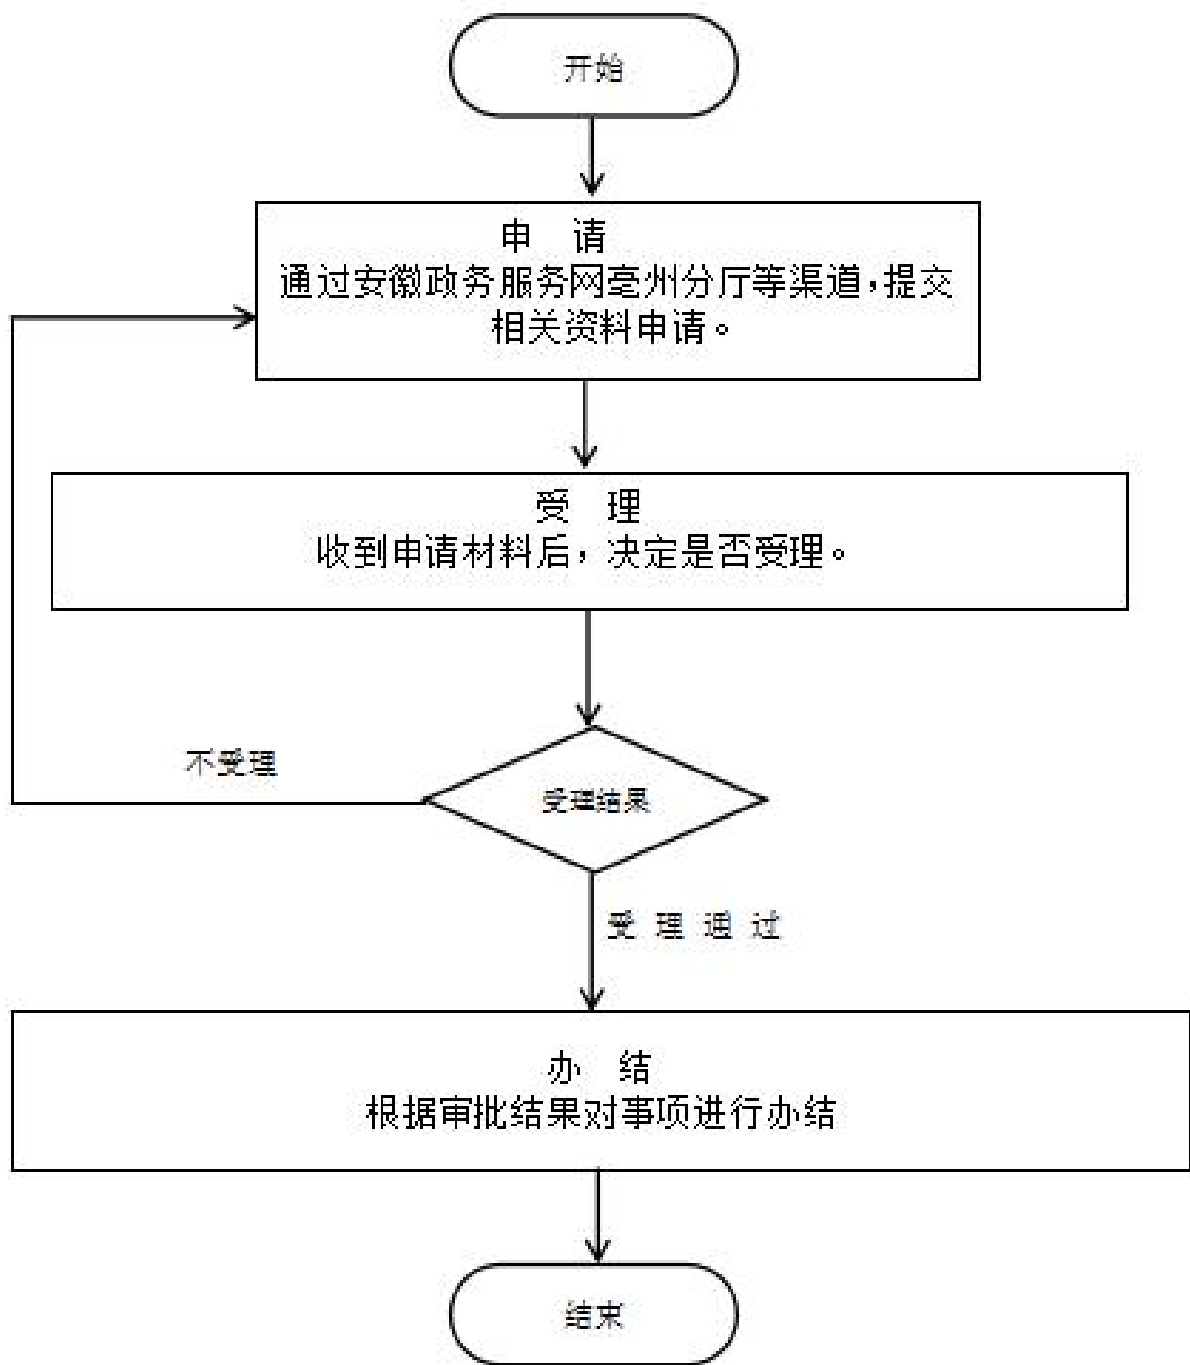 开始
申 请
通过安徽政务服务网亳州分厅等渠道,提交
相关资料申请。
受 理
收到申请材料后，决定是否受理。
不受理
受理结果
受 理 通 过
办 结
根据审批结果对事项进行办结
结束